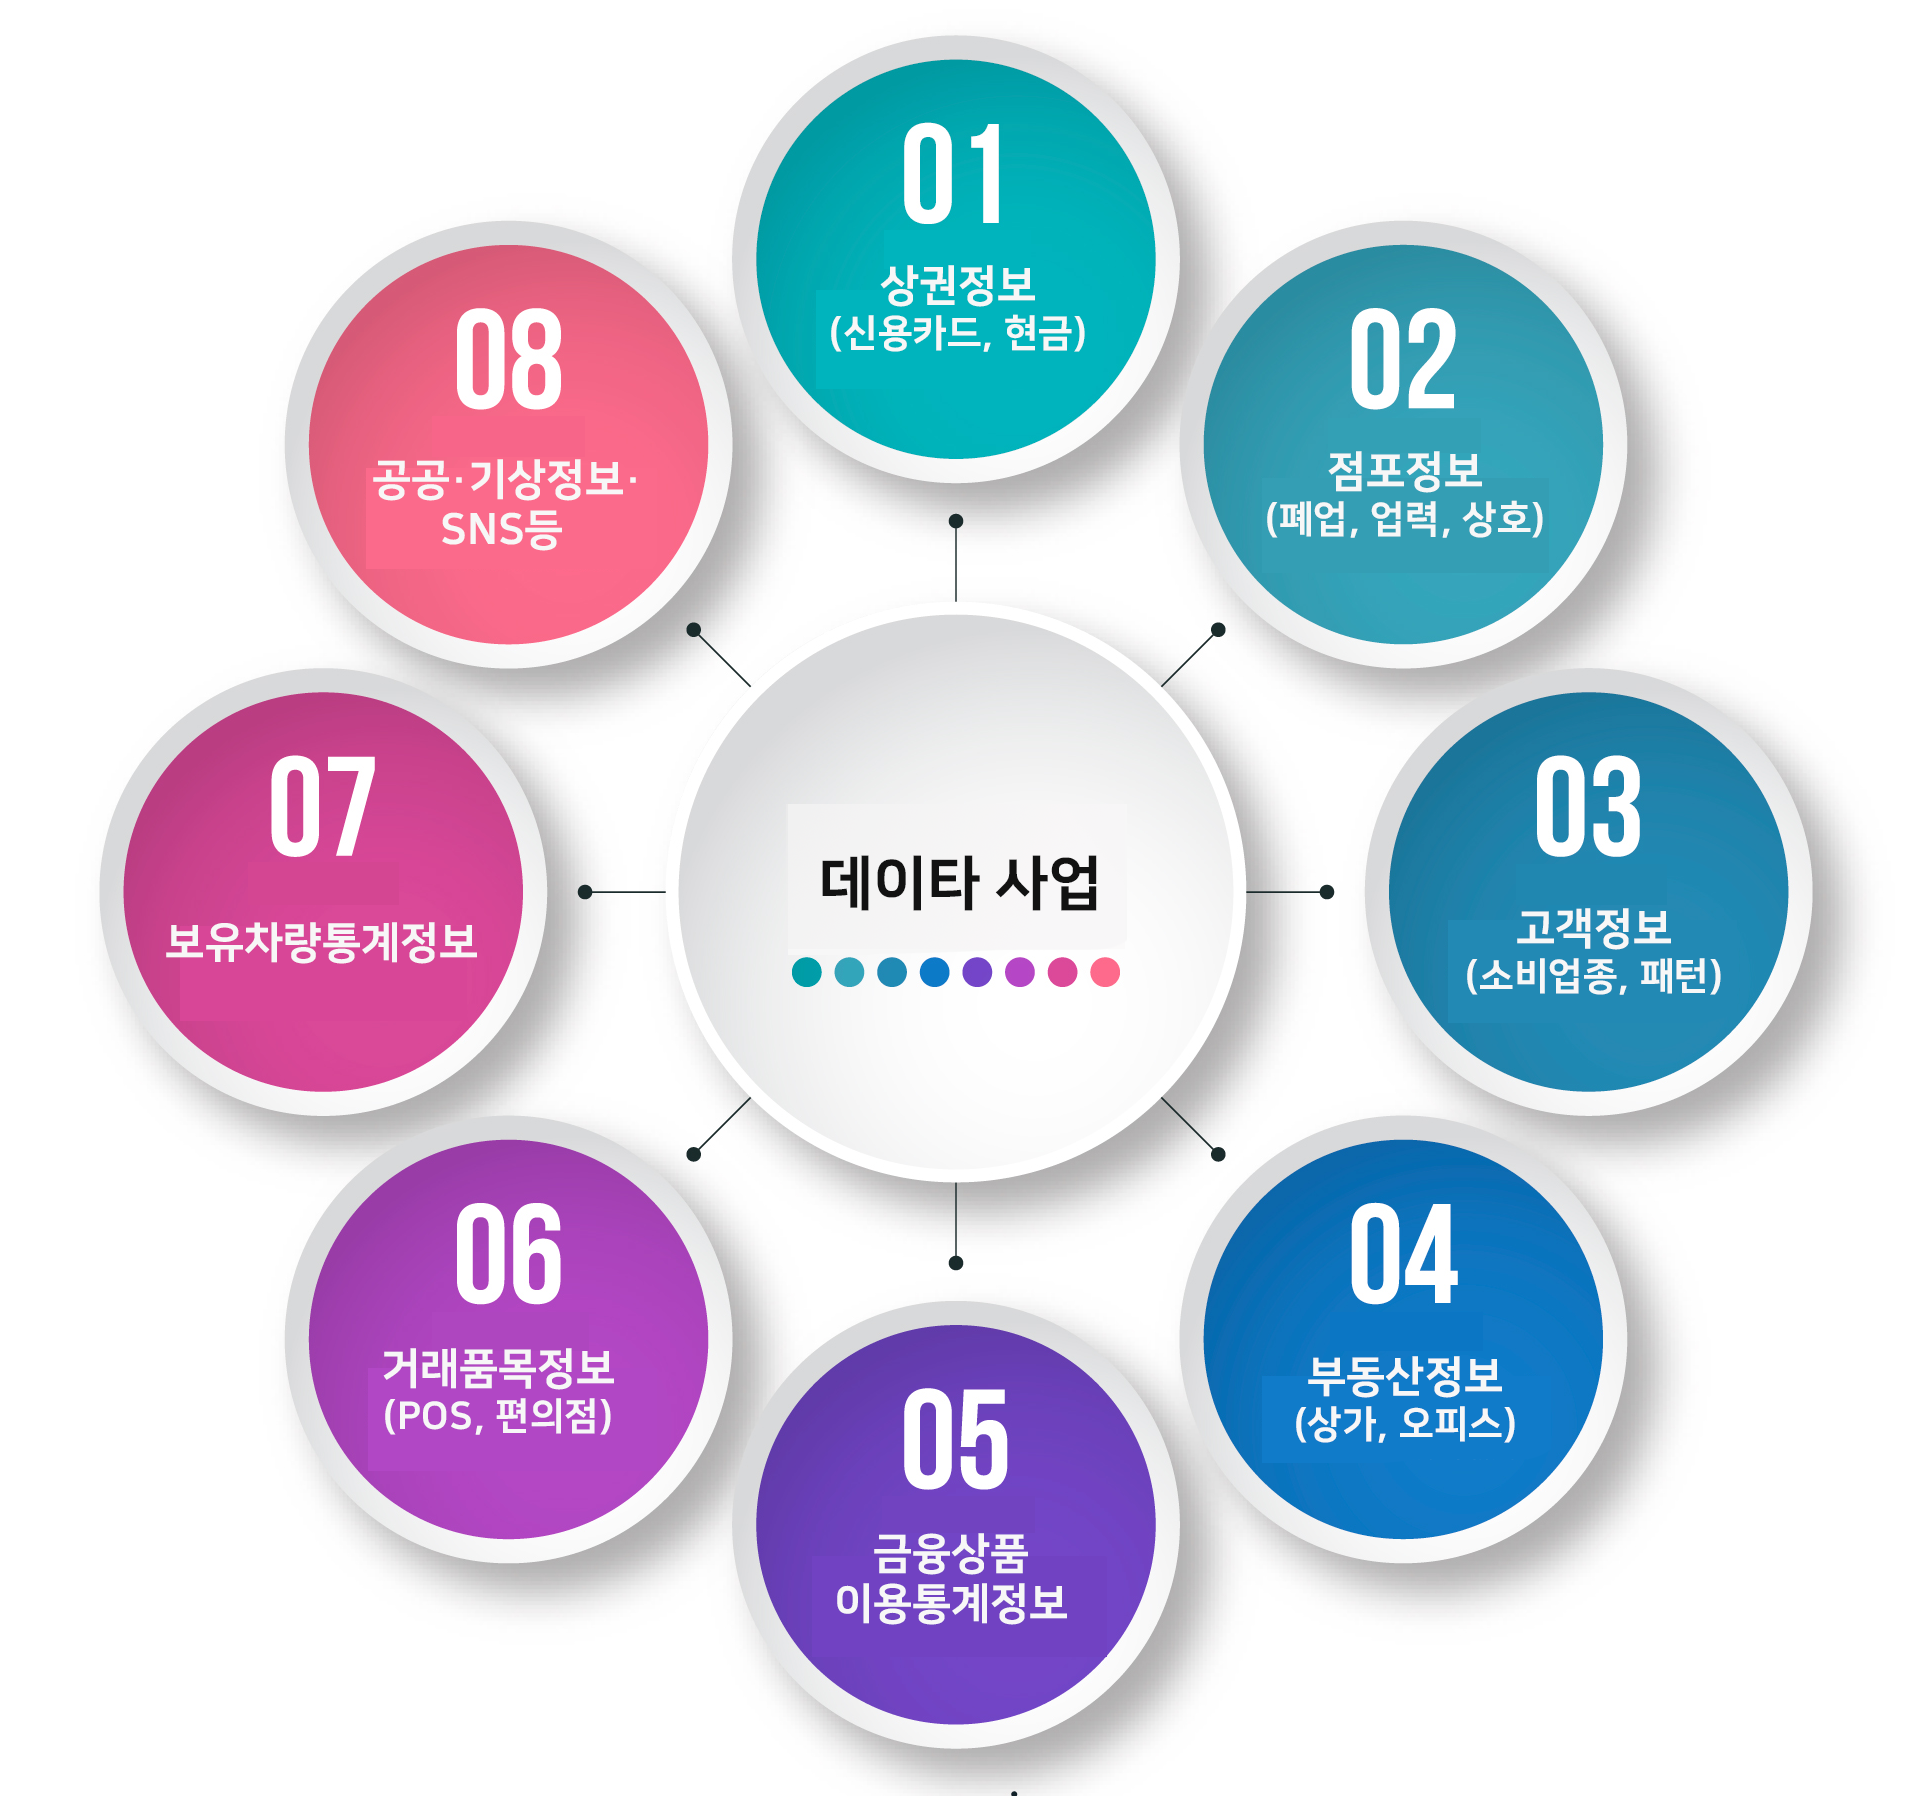 01
상권정보
(신용카드, 현금)
02
점포정보
(폐업, 업력, 상호)
03
고객정보
(소비업종, 패턴)
04
부동산정보
(상가, 오피스)
05
금융상품
이용통계정보
06
거래품목정보
(POS, 편의점)
07
보유차량통계정보
08
공공·기상정보·
SNS등
데이타 사업